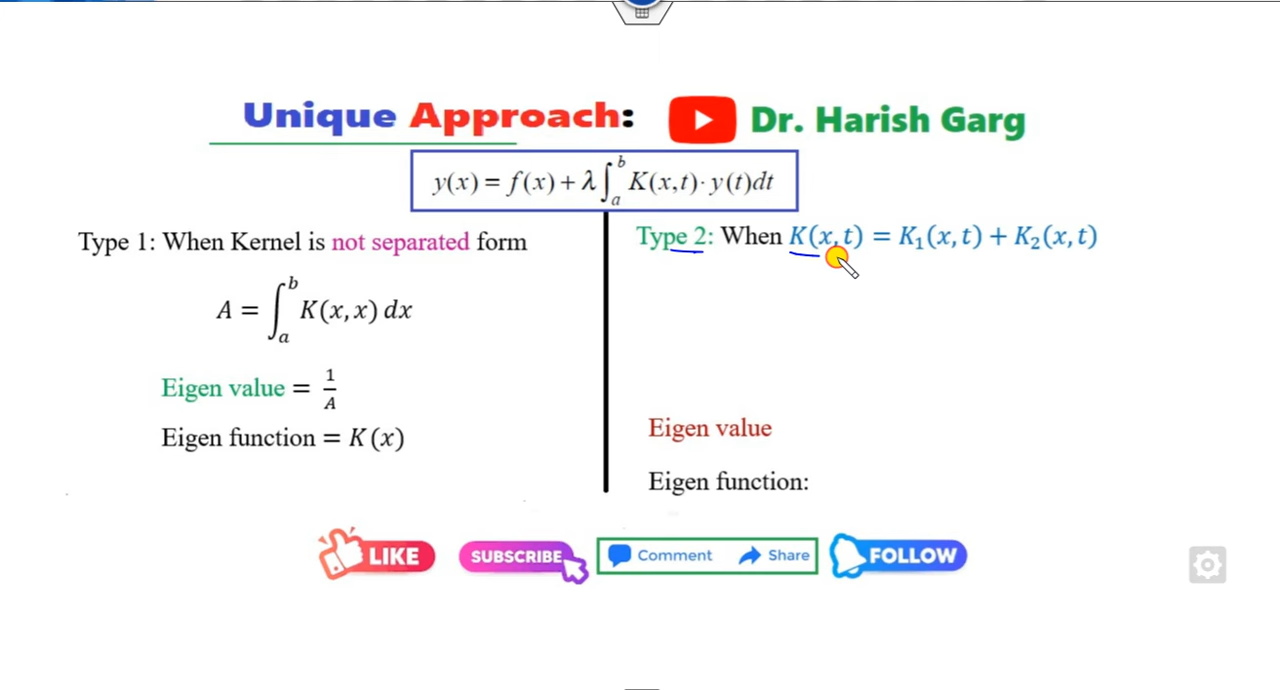 Unique Approach: Dr. Harish Garg
y(x) = f(x) + λ∫_a^b K(x,t)· y(t)dt
Type 1: When Kernel is not separated form
A = ∫_a^b K(x, x) dx
Eigen value = 1/A
Eigen function = K(x)
Type 2: When K(x, t) = K₁(x, t) + K₂(x, t)
Eigen value
Eigen function:
LIKE
SUBSCRIBE
Comment
Share
FOLLOW